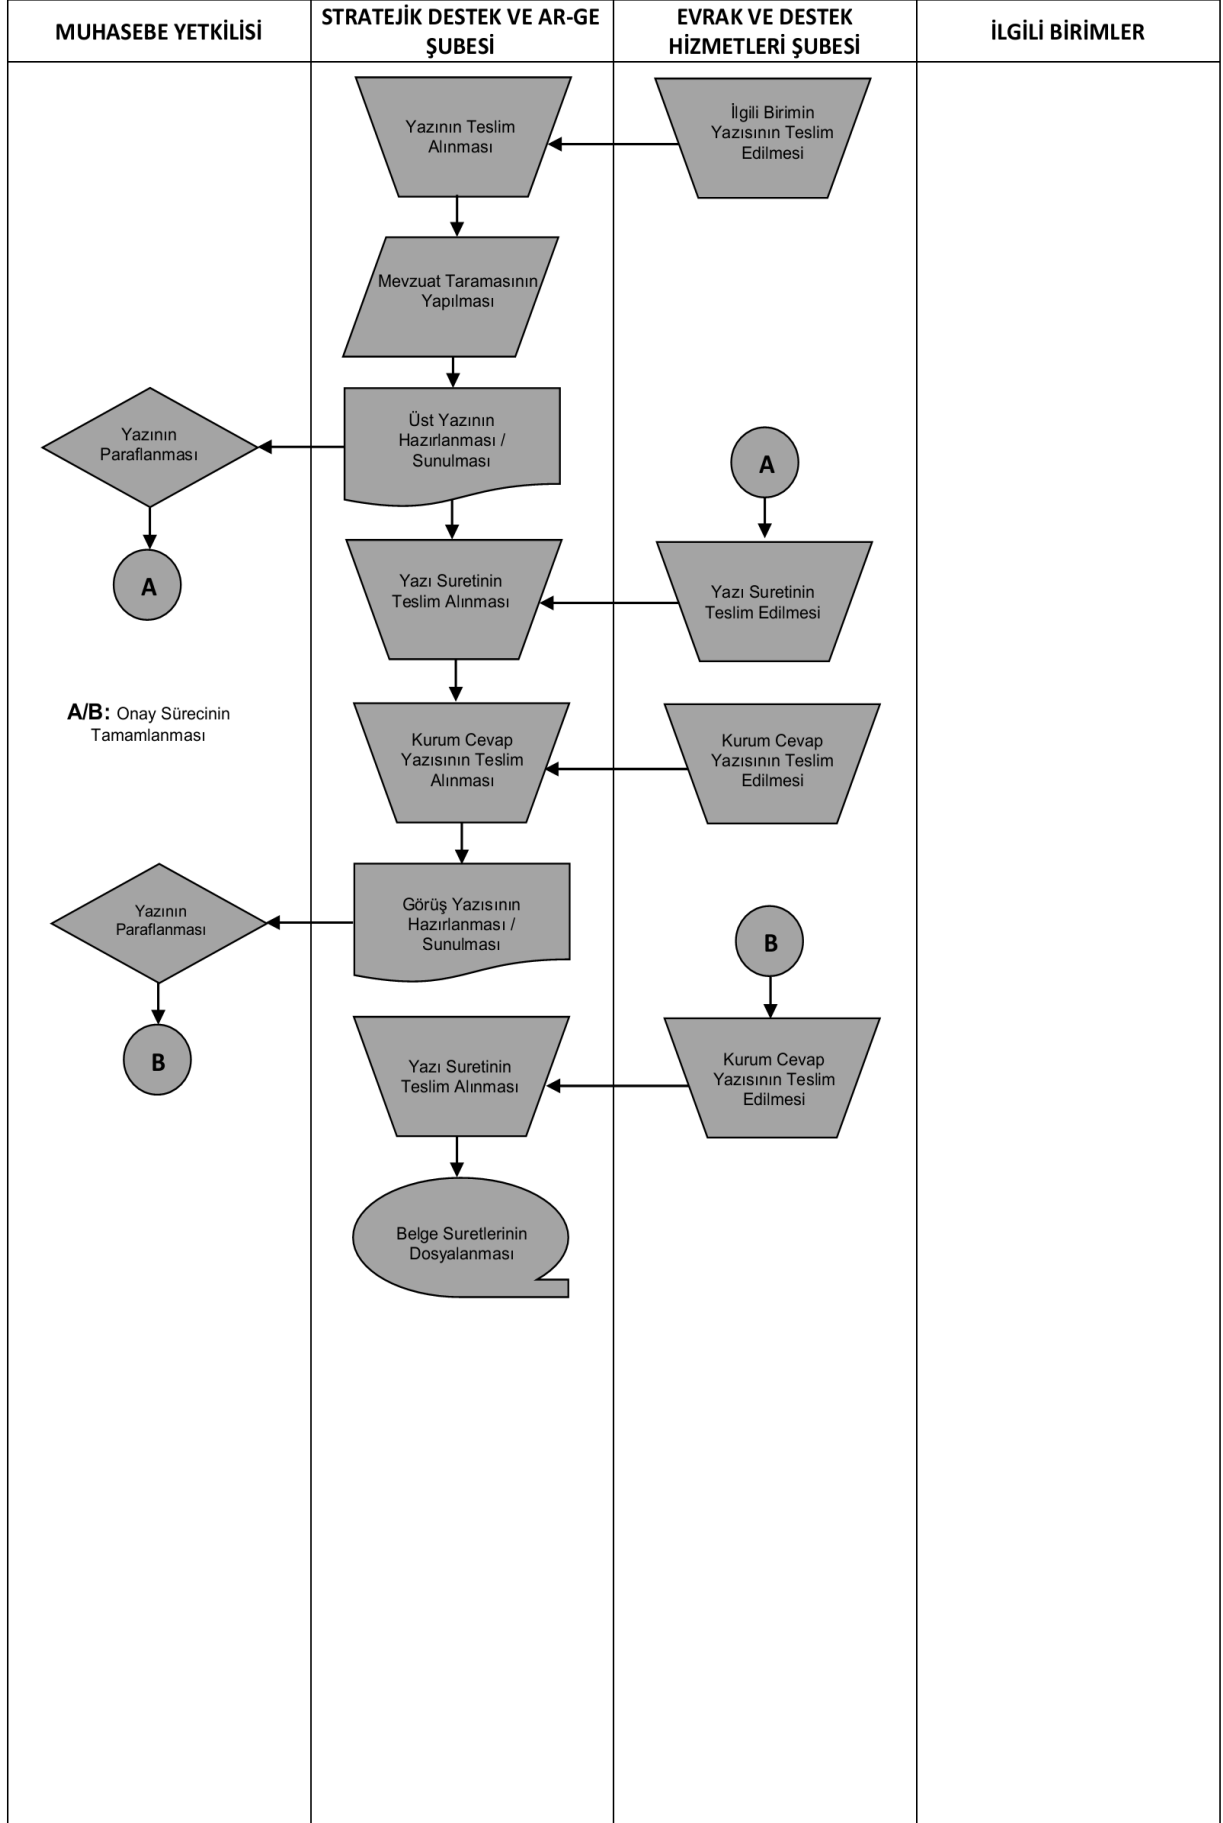 MUHASEBE YETKİLİSİ
STRATEJİK DESTEK VE AR-GE
ŞUBESİ
EVRAK VE DESTEK
HİZMETLERİ ŞUBESİ
İLGİLİ BİRİMLER
Yazının Teslim
Alınması
İlgili Birimin
Yazısının Teslim
Edilmesi
Mevzuat Taramasının
Yapılması
Yazının
Paraflanması
Üst Yazının
Hazırlanması /
Sunulması
A
A
Yazı Suretinin
Teslim Alınması
Yazı Suretinin
Teslim Edilmesi
A/B: Onay Sürecinin
Tamamlanması
Kurum Cevap
Yazısının Teslim
Alınması
Kurum Cevap
Yazısının Teslim
Edilmesi
Yazının
Paraflanması
Görüş Yazısının
Hazırlanması /
Sunulması
B
B
Yazı Suretinin
Teslim Alınması
Kurum Cevap
Yazısının Teslim
Edilmesi
Belge Suretlerinin
Dosyalanması